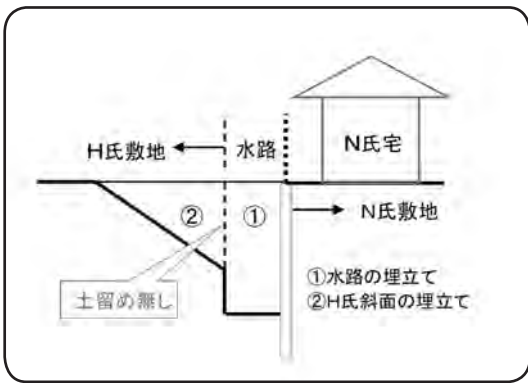 H氏敷地
水路
N氏宅
②
①
N氏敷地
土留め無し
①水路の埋立て
②H氏斜面の埋立て